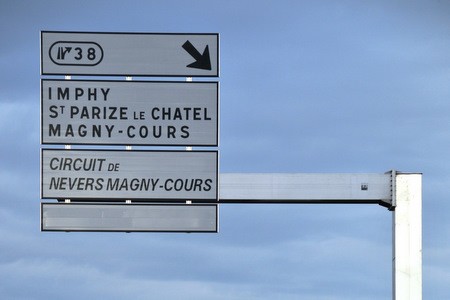 38
IMPHY
ST PARIZE LE CHATEL
MAGNY-COURS
CIRCUIT DE
NEVERS MAGNY-COURS